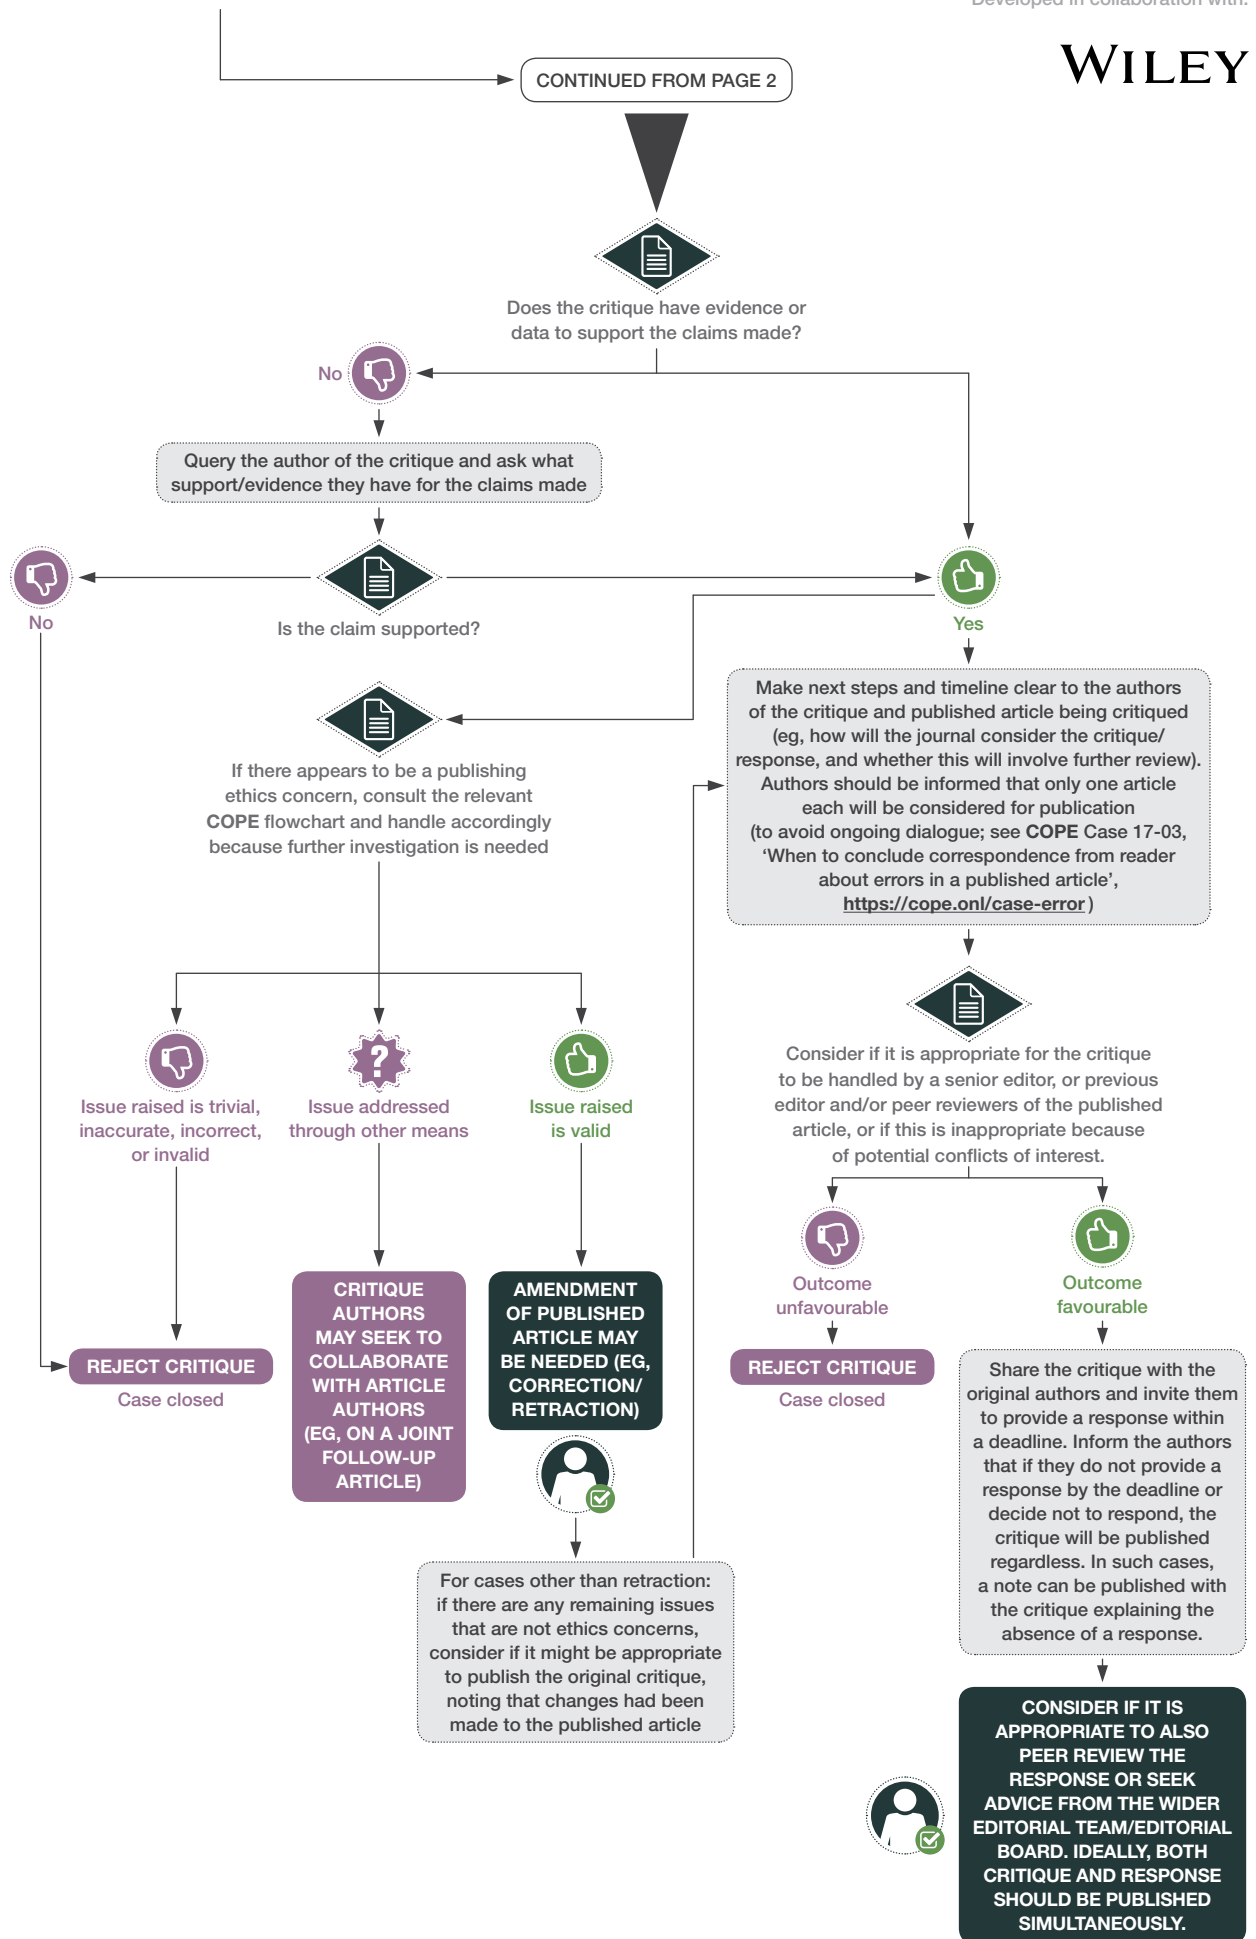 Developed in collaboration with:
WILEY
CONTINUED FROM PAGE 2
Does the critique have evidence or
data to support the claims made?
No
Query the author of the critique and ask what
support/evidence they have for the claims made
No
Is the claim supported?
Yes
If there appears to be a publishing
ethics concern, consult the relevant
COPE flowchart and handle accordingly
because further investigation is needed
Make next steps and timeline clear to the authors
of the critique and published article being critiqued
(eg, how will the journal consider the critique/
response, and whether this will involve further review).
Authors should be informed that only one article
each will be considered for publication
(to avoid ongoing dialogue; see COPE Case 17-03,
‘When to conclude correspondence from reader
about errors in a published article’,
https://cope.onl/case-error )
Issue raised is trivial,
inaccurate, incorrect,
or invalid
?
Issue addressed
through other means
Issue raised
is valid
Consider if it is appropriate for the critique
to be handled by a senior editor, or previous
editor and/or peer reviewers of the published
article, or if this is inappropriate because
of potential conflicts of interest.
REJECT CRITIQUE
Case closed
CRITIQUE
AUTHORS
MAY SEEK TO
COLLABORATE
WITH ARTICLE
AUTHORS
(EG, ON A JOINT
FOLLOW-UP
ARTICLE)
AMENDMENT
OF PUBLISHED
ARTICLE MAY
BE NEEDED (EG,
CORRECTION/
RETRACTION)
For cases other than retraction:
if there are any remaining issues
that are not ethics concerns,
consider if it might be appropriate
to publish the original critique,
noting that changes had been
made to the published article
Outcome
unfavourable
REJECT CRITIQUE
Case closed
Outcome
favourable
Share the critique with the
original authors and invite them
to provide a response within
a deadline. Inform the authors
that if they do not provide a
response by the deadline or
decide not to respond, the
critique will be published
regardless. In such cases,
a note can be published with
the critique explaining the
absence of a response.
CONSIDER IF IT IS
APPROPRIATE TO ALSO
PEER REVIEW THE
RESPONSE OR SEEK
ADVICE FROM THE WIDER
EDITORIAL TEAM/EDITORIAL
BOARD. IDEALLY, BOTH
CRITIQUE AND RESPONSE
SHOULD BE PUBLISHED
SIMULTANEOUSLY.